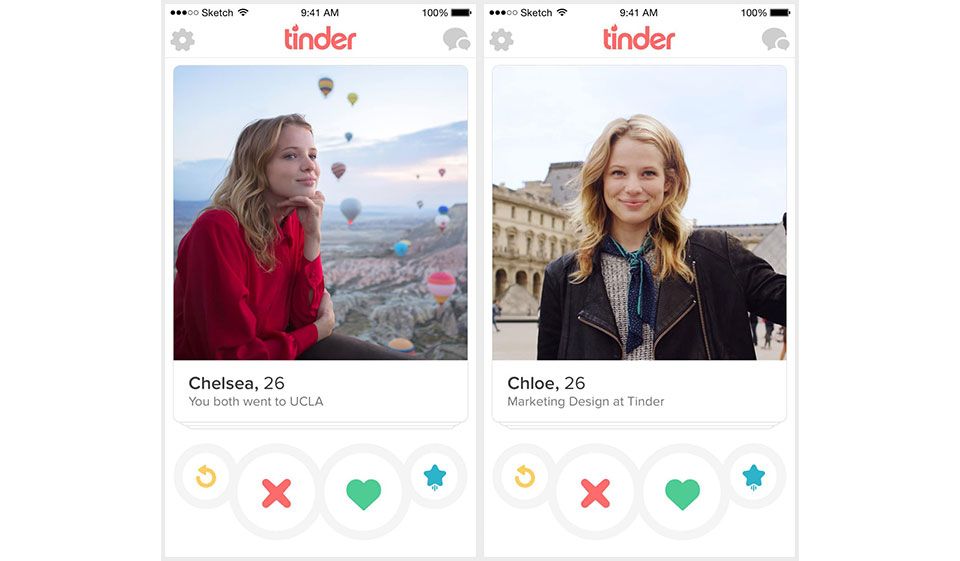 Sketch 9:41 AM 100%
tinder
Chelsea, 26
You both went to UCLA
Sketch 9:41 AM 100%
tinder
Chloe, 26
Marketing Design at Tinder